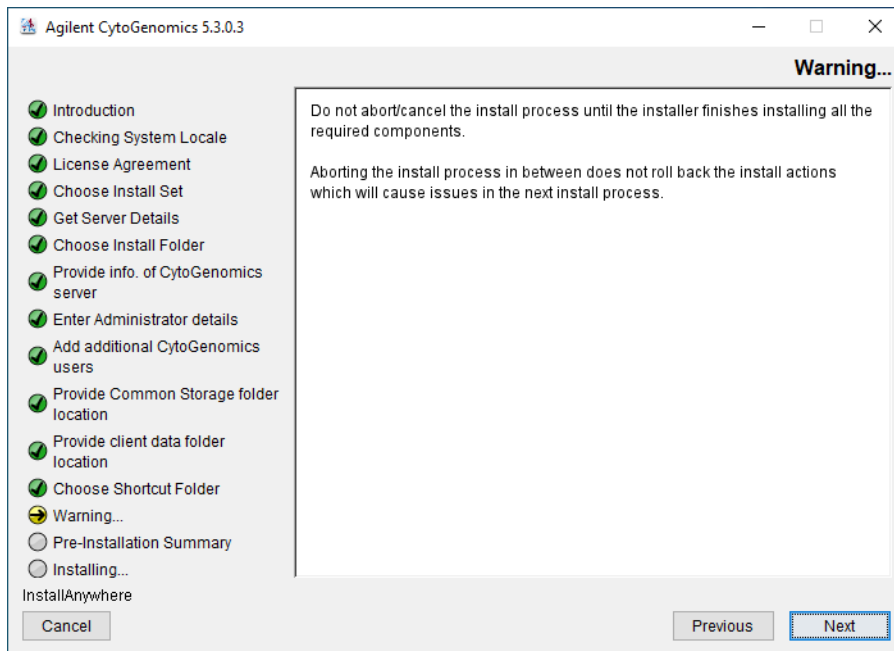 Agilent CytoGenomics 5.3.0.3
Warning...
Introduction
Checking System Locale
License Agreement
Choose Install Set
Get Server Details
Choose Install Folder
Provide info. of CytoGenomics
server
Enter Administrator details
Add additional CytoGenomics
users
Provide Common Storage folder
location
Provide client data folder
location
Choose Shortcut Folder
Warning...
Pre-Installation Summary
Installing...
Do not abort/cancel the install process until the installer finishes installing all the
required components.
Aborting the install process in between does not roll back the install actions
which will cause issues in the next install process.
InstallAnywhere
Cancel
Previous
Next